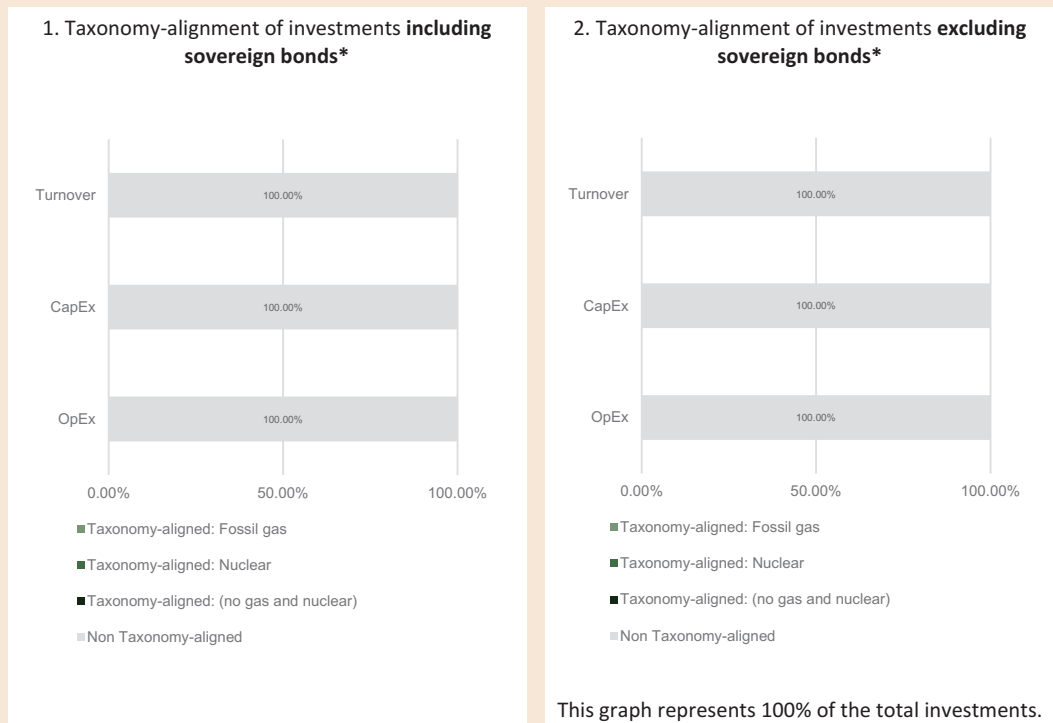 1. Taxonomy-alignment of investments including
sovereign bonds*
Turnover
100.00%
CapEx
100.00%
OpEx
100.00%
0.00%
50.00%
100.00%
Taxonomy-aligned: Fossil gas
Taxonomy-aligned: Nuclear
Taxonomy-aligned: (no gas and nuclear)
Non Taxonomy-aligned
2. Taxonomy-alignment of investments excluding
sovereign bonds*
Turnover
100.00%
CapEx
100.00%
OpEx
100.00%
0.00%
50.00%
100.00%
Taxonomy-aligned: Fossil gas
Taxonomy-aligned: Nuclear
Taxonomy-aligned: (no gas and nuclear)
Non Taxonomy-aligned
This graph represents 100% of the total investments.